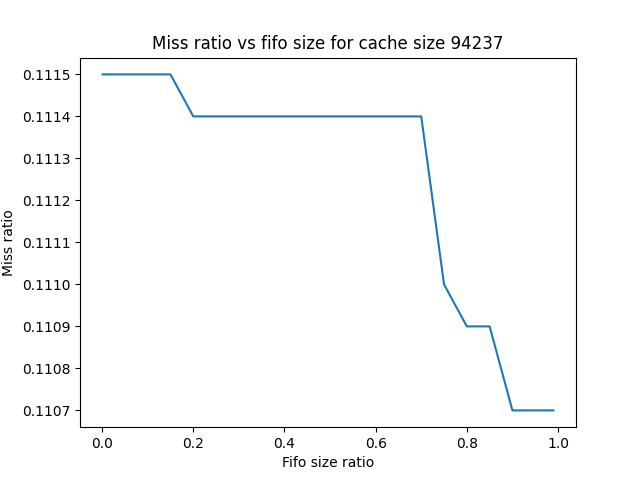 Miss ratio vs fifo size for cache size 94237
Miss ratio
0.1115
0.1114
0.1113
0.1112
0.1111
0.1110
0.1109
0.1108
0.1107
0.0 0.2 0.4 0.6 0.8 1.0
Fifo size ratio